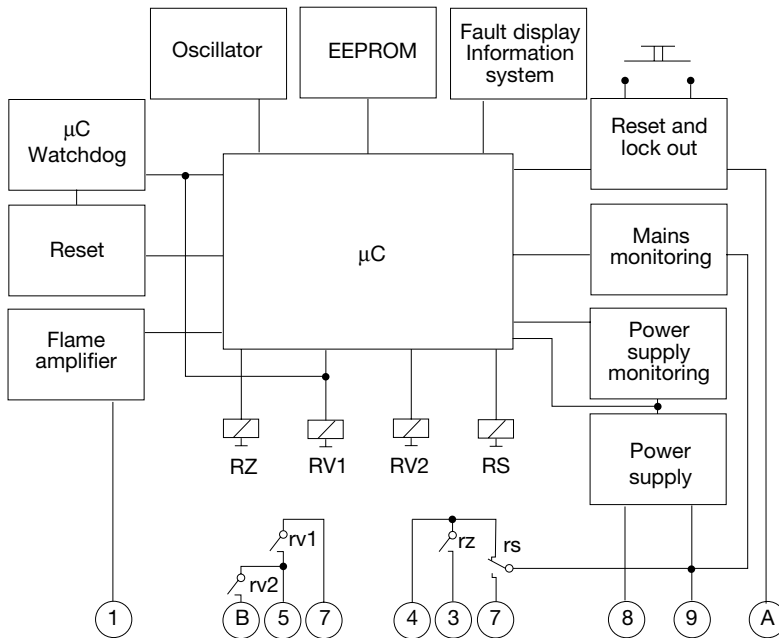 Oscillator
EEPROM
Fault display
Information
system
μC
Watchdog
Reset and
lock out
Reset
μC
Mains
monitoring
Flame
amplifier
Power
supply
monitoring
Power
supply
RZ
RV1
RV2
RS
rv1
rv2
rz
rs
1
B
5
7
4
3
7
8
9
A